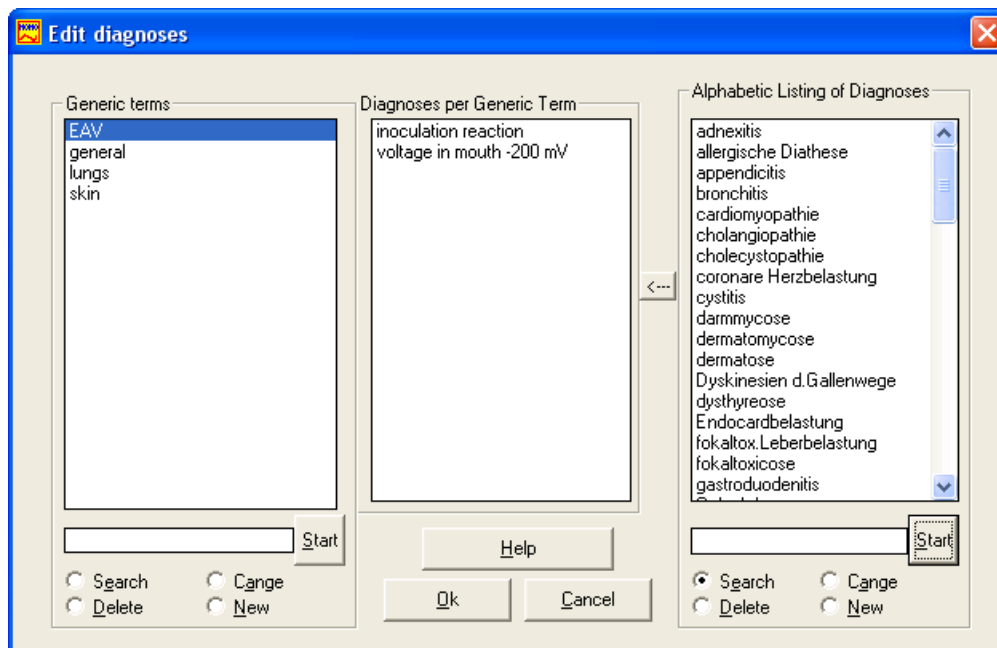 Edit diagnoses
Generic terms
EAV
general
lungs
skin
Start
Search
Cange
Delete
New
Diagnoses per Generic Term
inoculation reaction
voltage in mouth -200 mV
<---
Help
Ok
Cancel
Alphabetic Listing of Diagnoses
adnexitis
allergische Diathese
appendicitis
bronchitis
cardiomyopathie
cholangiopathie
cholecystopathie
coronare Herzbelastung
cystitis
darmmycose
dermatomycose
dermatose
Dyskinesien d.Gallenwege
dysthyreose
Endocardbelastung
fokaltox.Leberbelastung
fokaltoxicose
gastroduodenitis
Start
Search
Cange
Delete
New